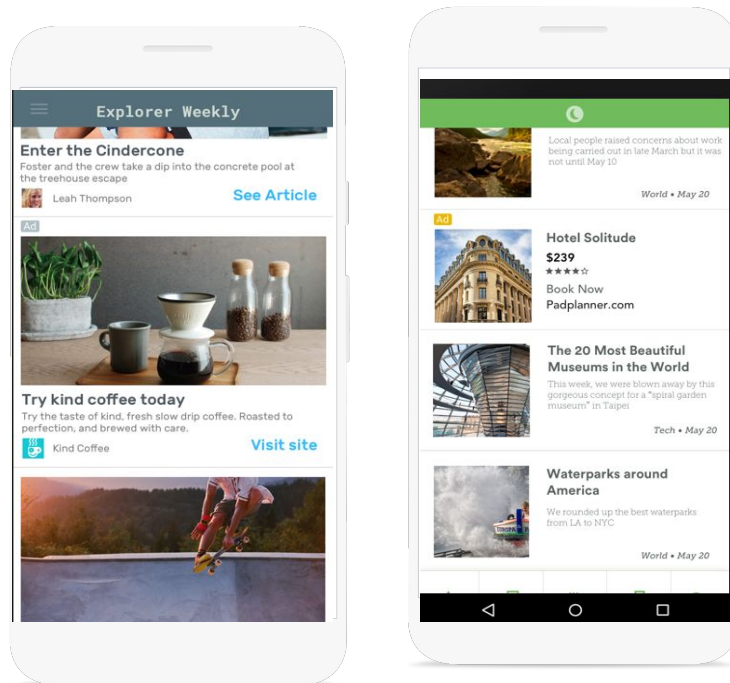 Explorer Weekly
Enter the Cindercone
Foster and the crew take a dip into the concrete pool at
the treehouse escape
Leah Thompson
See Article
Ad
Try kind coffee today
Try the taste of kind, fresh slow drip coffee. Roasted to
perfection, and brewed with care.
Kind Coffee
Visit site
Local people raised concerns about work
being carried out in late March but it was
not until May 10
World • May 20
Ad
Hotel Solitude
$239
★★★★☆
Book Now
Padplanner.com
The 20 Most Beautiful
Museums in the World
This week, we were blown away by this
gorgeous concept for a “spiral garden
museum” in Taipei
Tech • May 20
Waterparks around
America
We rounded up the best waterparks
from LA to NYC
World • May 20